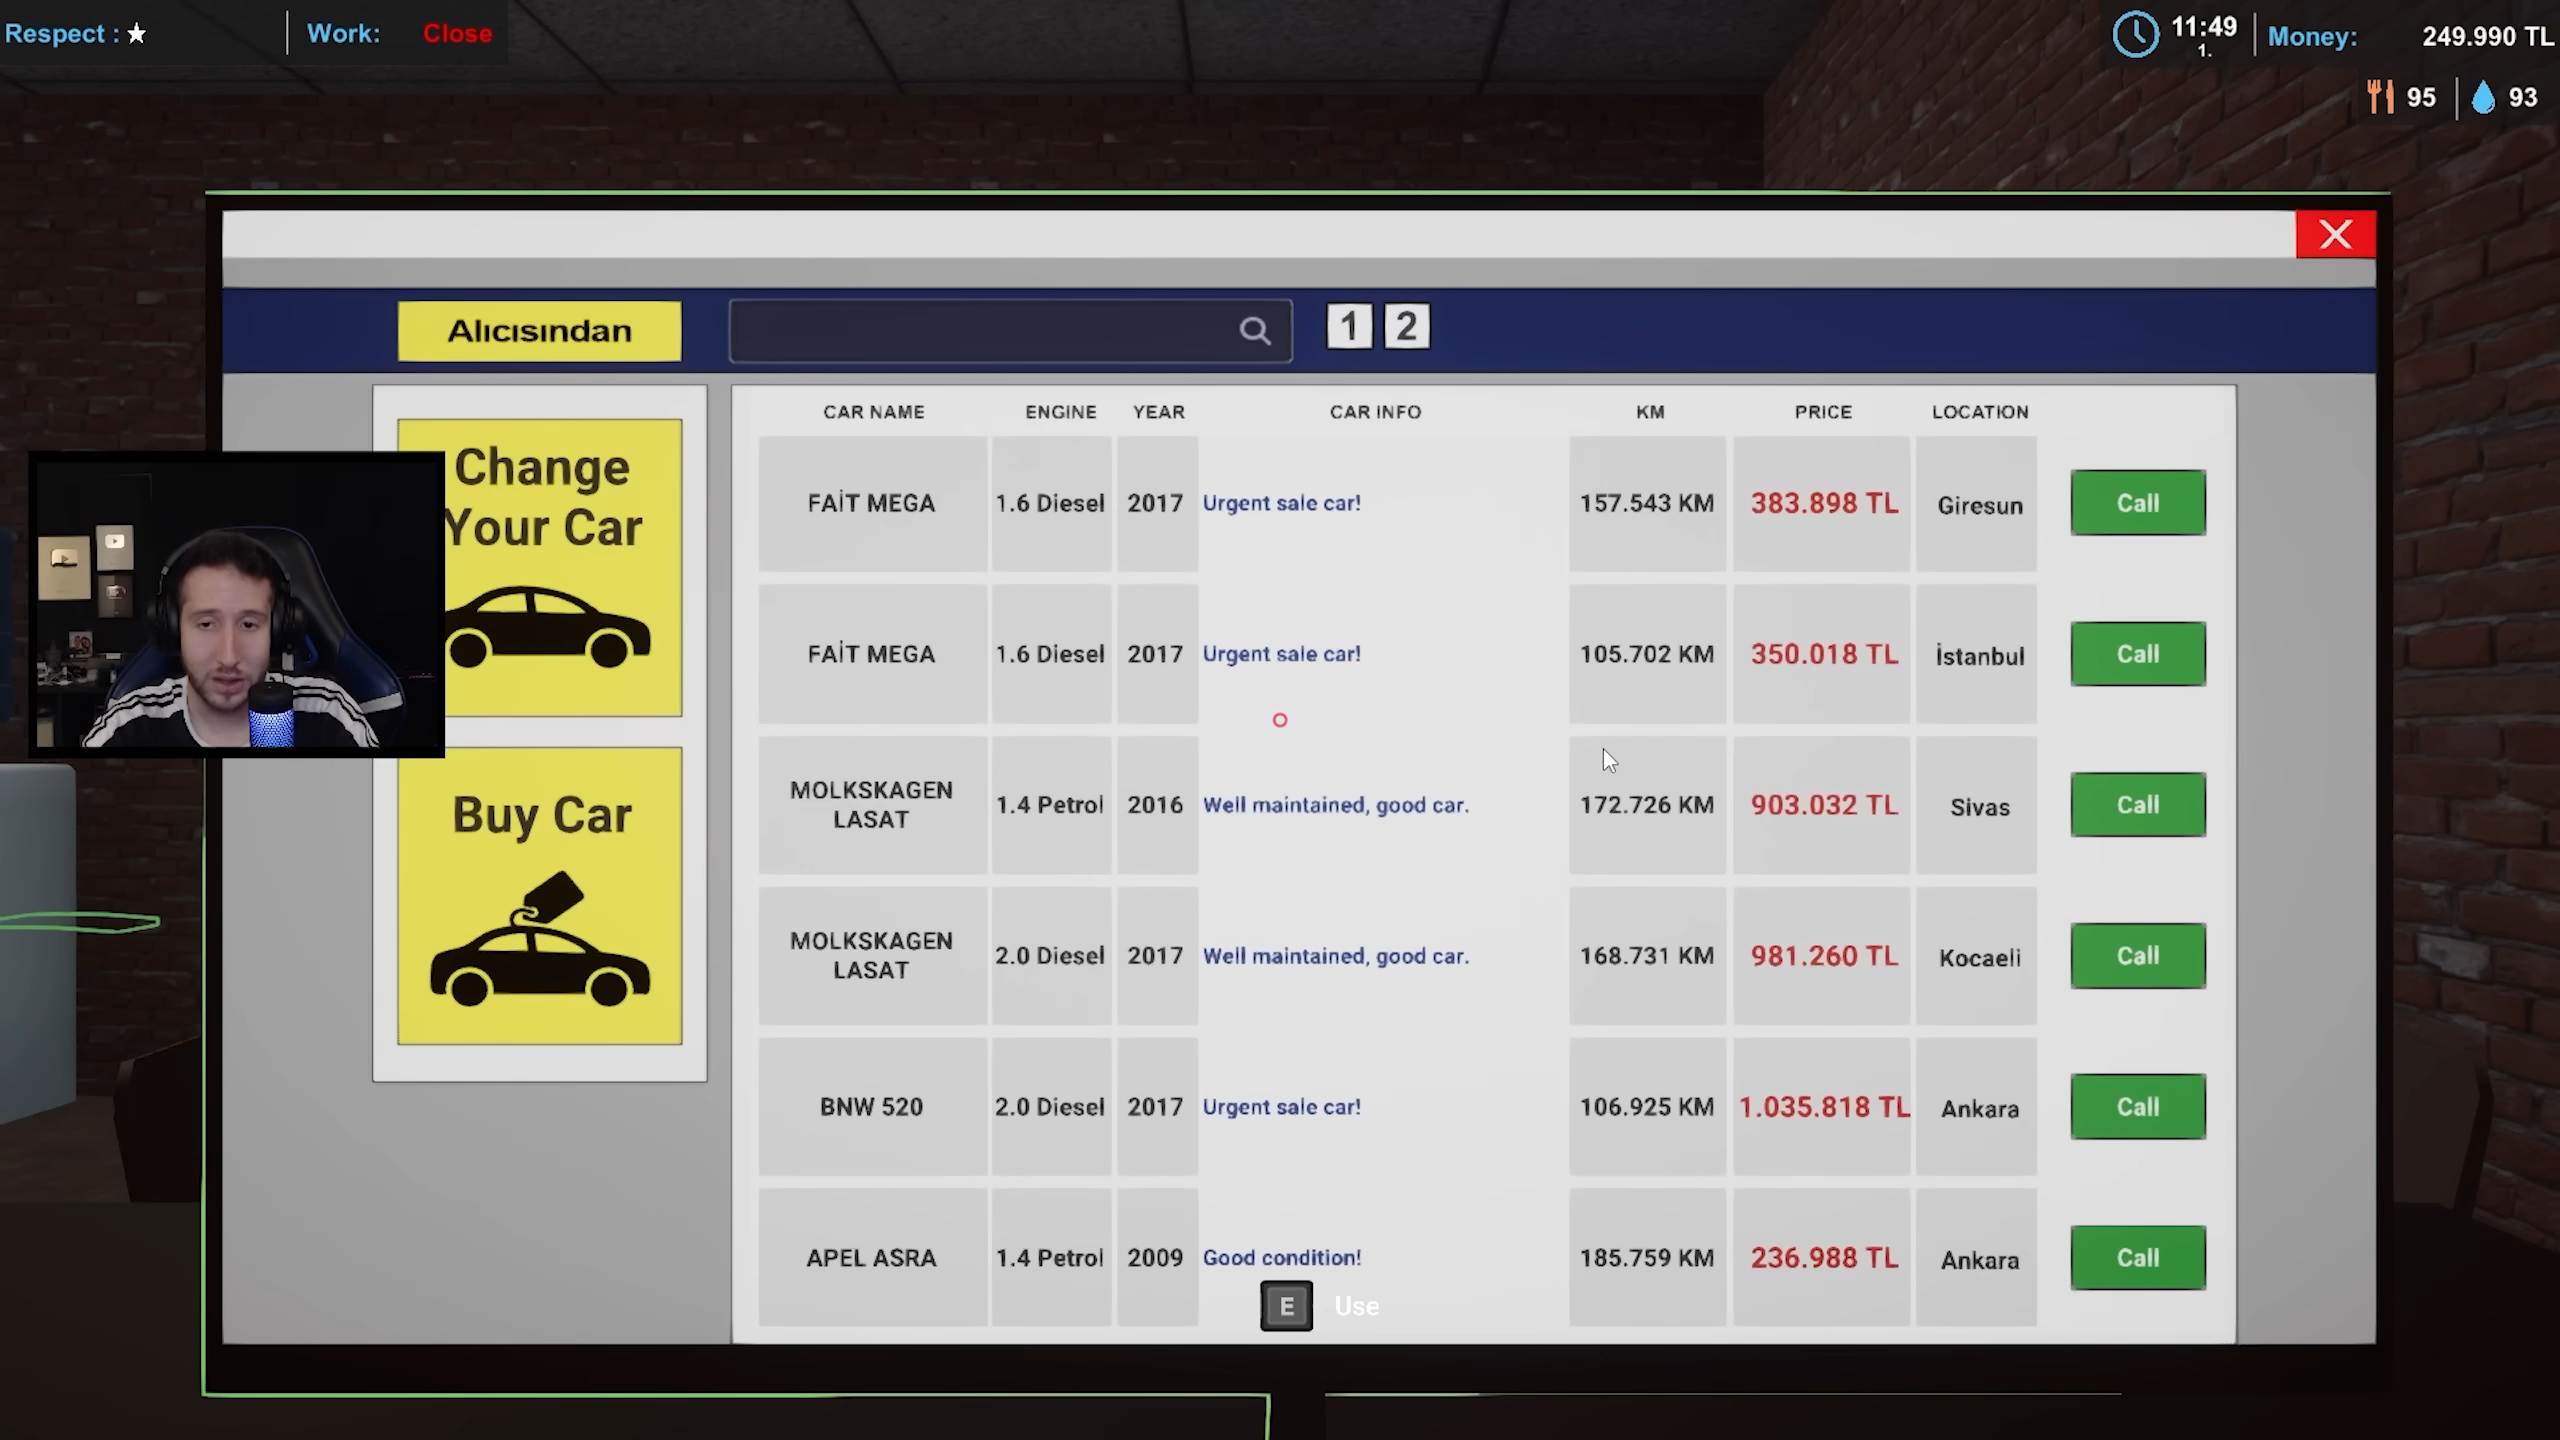 Respect : Work: Close
11:49 Money: 249.990 TL
1.
95 93
Alıcısından 1 2
Change
Your Car
Buy Car
CAR NAME ENGINE YEAR CAR INFO KM PRICE LOCATION
FAİT MEGA 1.6 Diesel 2017 Urgent sale car! 157.543 KM 383.898 TL Giresun Call
FAİT MEGA 1.6 Diesel 2017 Urgent sale car! 105.702 KM 350.018 TL İstanbul Call
MOLKSKAGEN
LASAT 1.4 Petrol 2016 Well maintained, good car. 172.726 KM 903.032 TL Sivas Call
MOLKSKAGEN
LASAT 2.0 Diesel 2017 Well maintained, good car. 168.731 KM 981.260 TL Kocaeli Call
BNW 520 2.0 Diesel 2017 Urgent sale car! 106.925 KM 1.035.818 TL Ankara Call
APEL ASRA 1.4 Petrol 2009 Good condition! 185.759 KM 236.988 TL Ankara Call
E Use